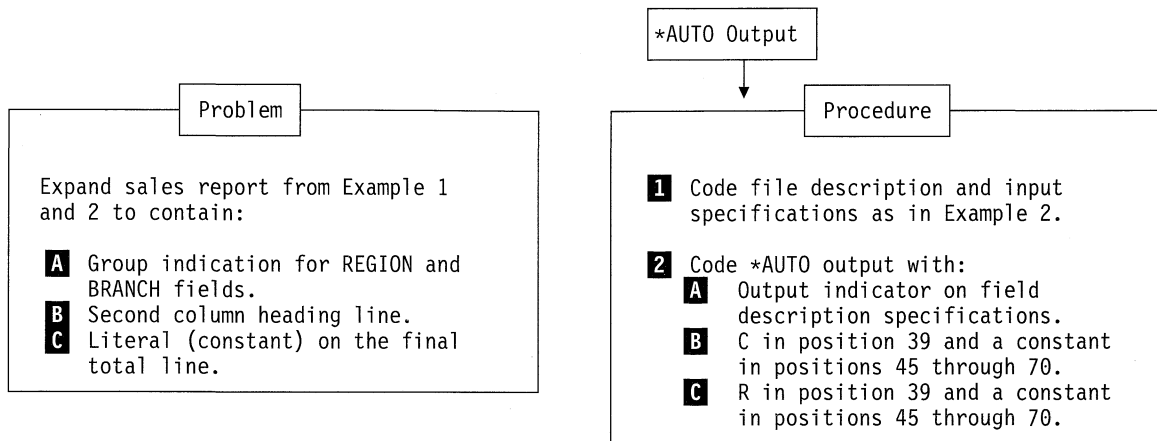 *AUTO Output
Problem
Expand sales report from Example 1
and 2 to contain:
A Group indication for REGION and
BRANCH fields.
B Second column heading line.
C Literal (constant) on the final
total line.
Procedure
1 Code file description and input
specifications as in Example 2.
2 Code *AUTO output with:
A Output indicator on field
description specifications.
B C in position 39 and a constant
in positions 45 through 70.
C R in position 39 and a constant
in positions 45 through 70.